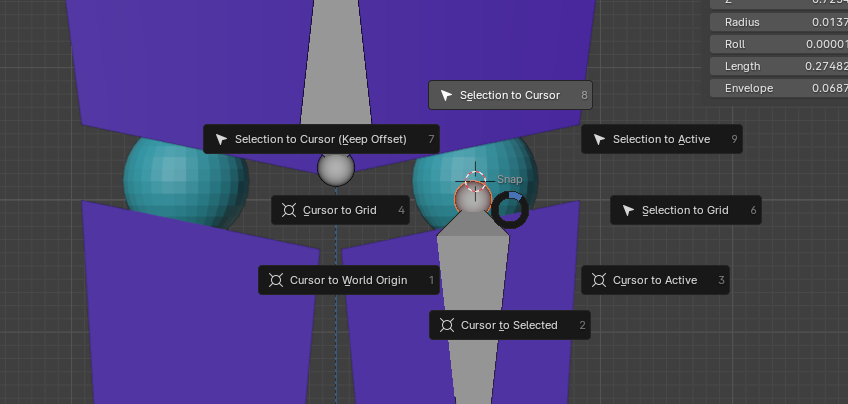 Radius 0.0137
Roll 0.00001
Length 0.27482
Envelope 0.0687
Selection to Cursor 8
Selection to Cursor (Keep Offset) 7
Selection to Active 9
Snap
Cursor to Grid 4
Selection to Grid 6
Cursor to World Origin 1
Cursor to Active 3
Cursor to Selected 2